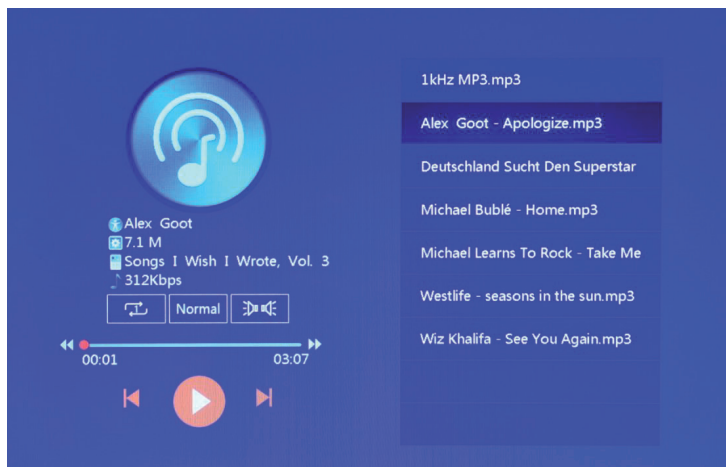 Alex Goot
7.1 M
Songs I Wish I Wrote, Vol. 3
312Kbps
1
Normal
00:01
03:07
1kHz MP3.mp3
Alex Goot - Apologize.mp3
Deutschland Sucht Den Superstar
Michael Bublé - Home.mp3
Michael Learns To Rock - Take Me
Westlife - seasons in the sun.mp3
Wiz Khalifa - See You Again.mp3